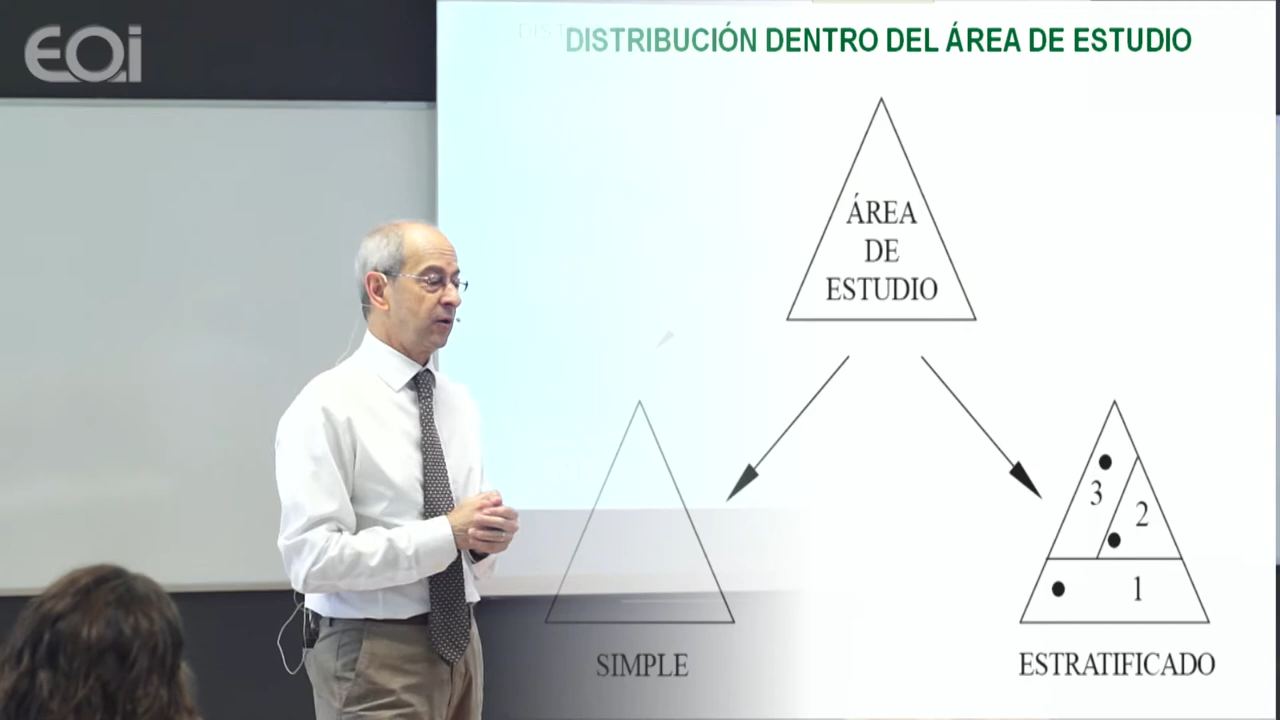 EOi
DISTRIBUCIÓN DENTRO DEL ÁREA DE ESTUDIO
ÁREA
DE
ESTUDIO
3
2
1
SIMPLE
ESTRATIFICADO